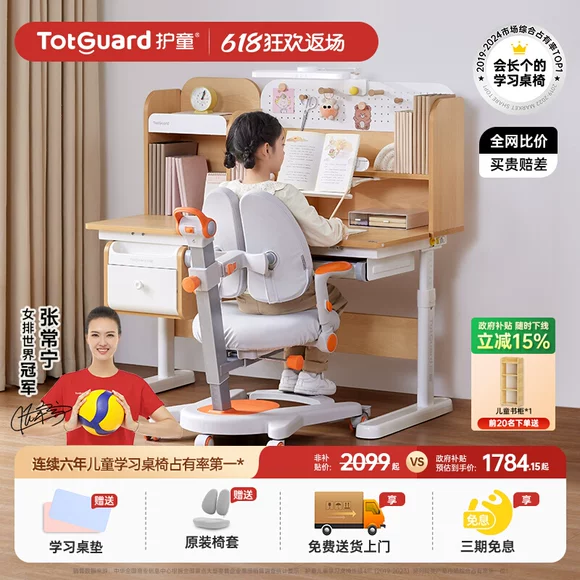 TotGuard 护童® 618狂欢返场
2019-2024市场综合占有率TOP1
会长个的
学习桌椅
全网比价
买贵赔差
政府补贴 随时下线
立减15%
儿童书柜*1
前20名下单送
张常宁
女排世界冠军
连续六年儿童学习桌椅占有率第一*
非补贴价: 2099起
VS
政府补贴预估到手价: 1784.15起
赠送
学习桌垫
赠送
原装椅套
享
免费送货上门
享
免息
三期免息